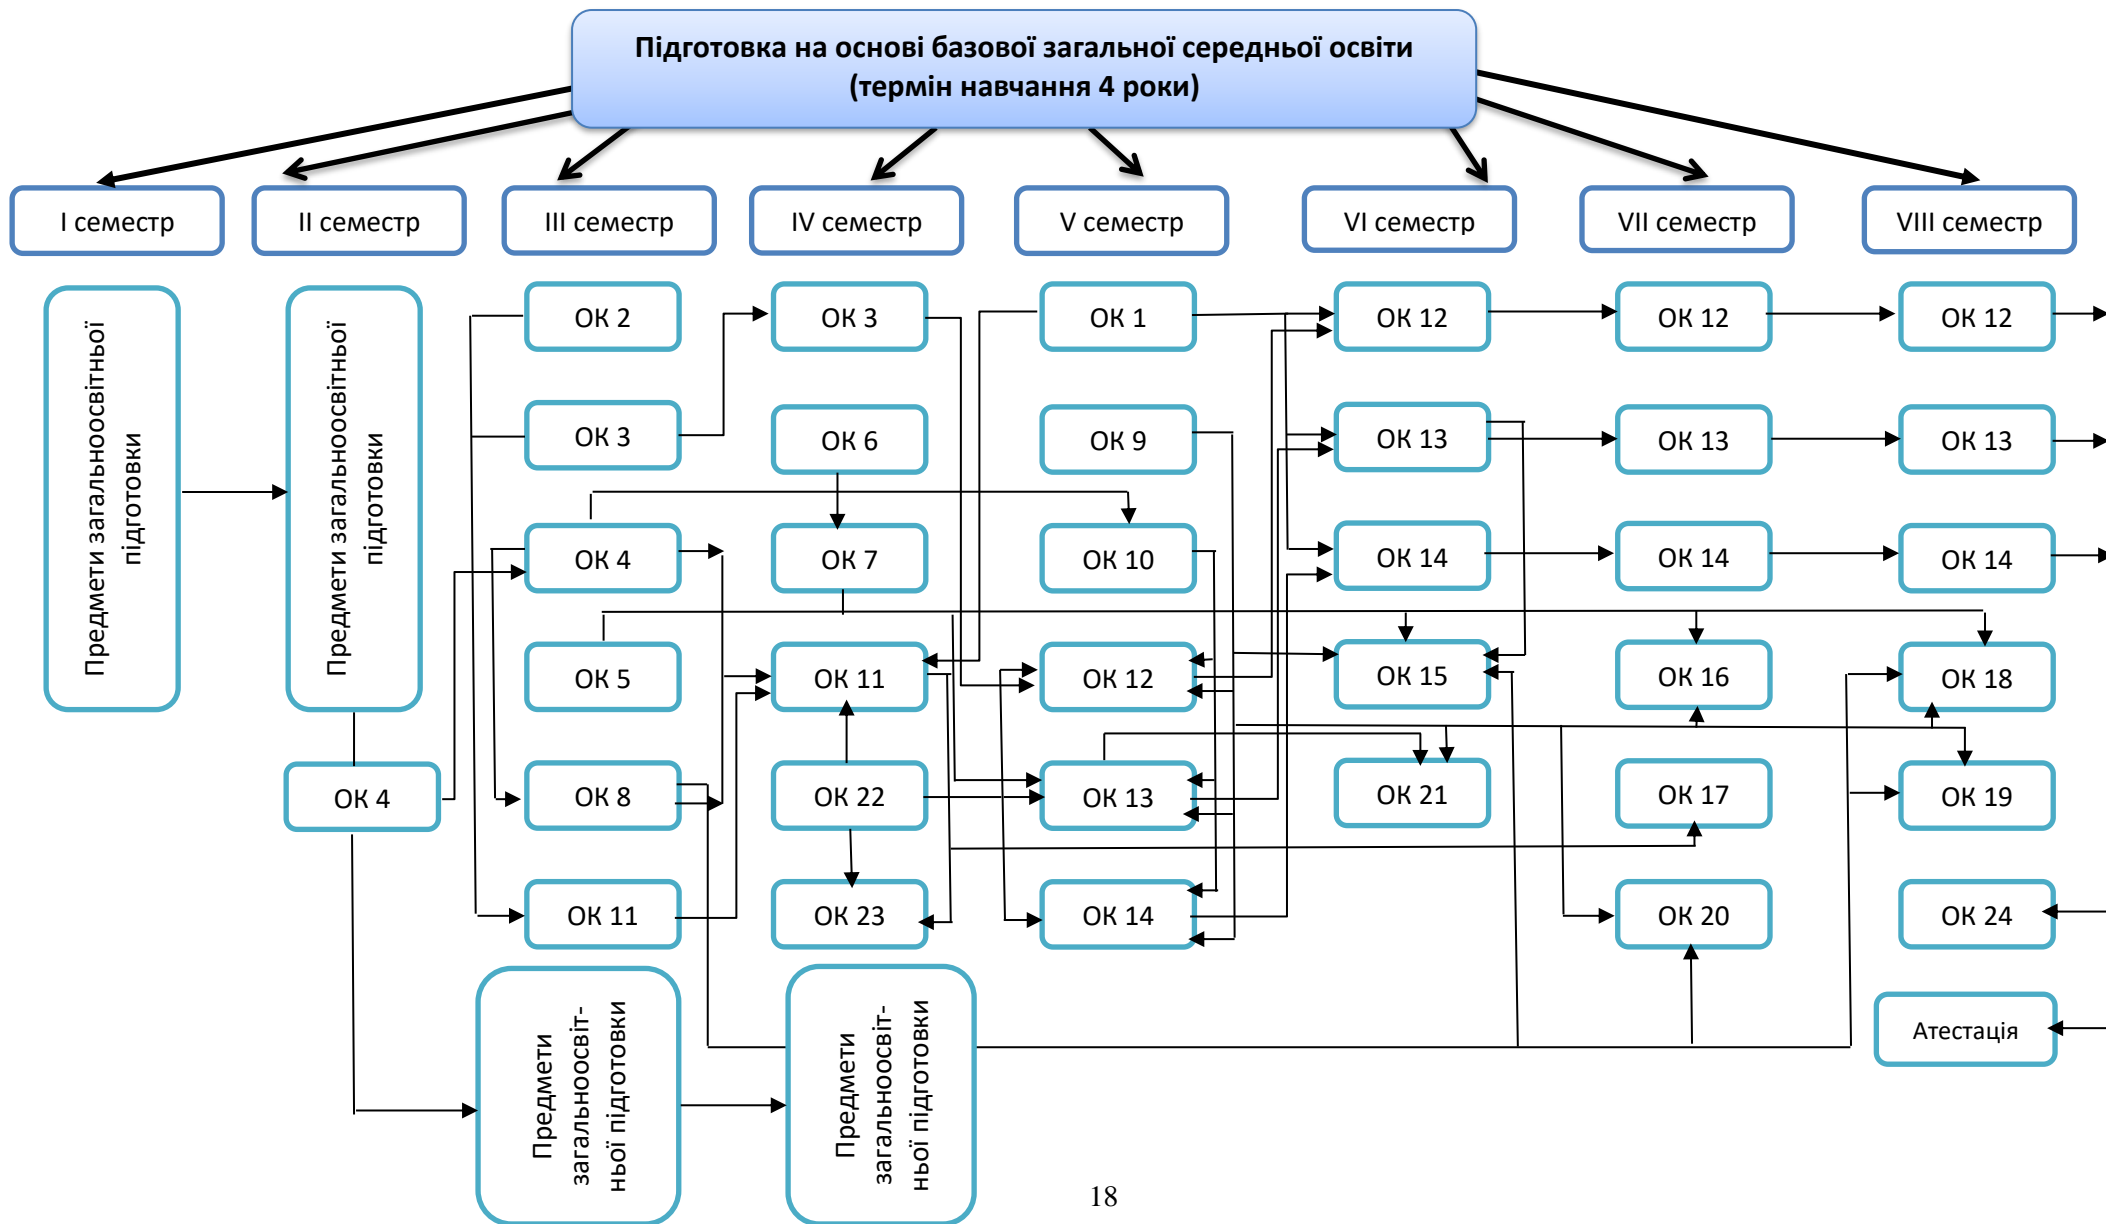 Підготовка на основі базової загальної середньої освіти
(термін навчання 4 роки)
І семестр
ІІ семестр
ІІІ семестр
IV семестр
V семестр
VI семестр
VII семестр
VIII семестр
Предмети загальноосвітньої
підготовки
Предмети загальноосвітньої
підготовки
ОК 2
ОК 3
ОК 1
ОК 12
ОК 12
ОК 12
ОК 3
ОК 6
ОК 9
ОК 13
ОК 13
ОК 13
ОК 4
ОК 7
ОК 10
ОК 14
ОК 14
ОК 14
ОК 5
ОК 11
ОК 12
ОК 15
ОК 16
ОК 18
ОК 4
ОК 8
ОК 22
ОК 13
ОК 21
ОК 17
ОК 19
ОК 11
ОК 23
ОК 14
ОК 20
ОК 24
Предмети
загальноосвіт-
ньої підготовки
Предмети
загальноосвіт-
ньої підготовки
Атестація
18